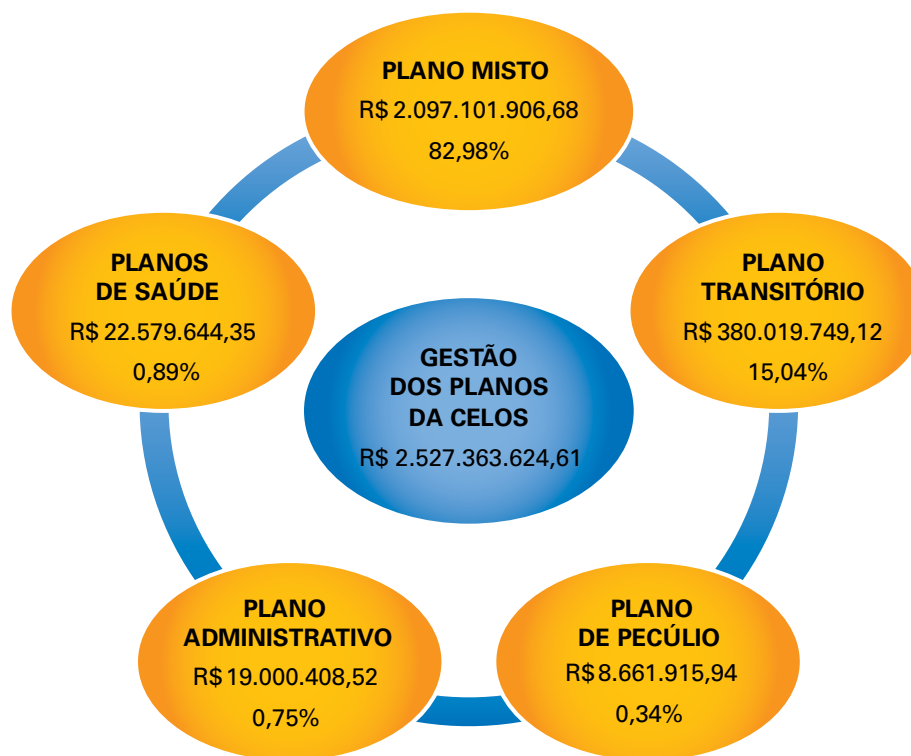 PLANO MISTO
R$ 2.097.101.906,68
82,98%
PLANOS
DE SAÚDE
R$ 22.579.644,35
0,89%
PLANO
TRANSITÓRIO
R$ 380.019.749,12
15,04%
GESTÃO
DOS PLANOS
DA CELOS
R$ 2.527.363.624,61
PLANO
ADMINISTRATIVO
R$ 19.000.408,52
0,75%
PLANO
DE PECÚLIO
R$ 8.661.915,94
0,34%